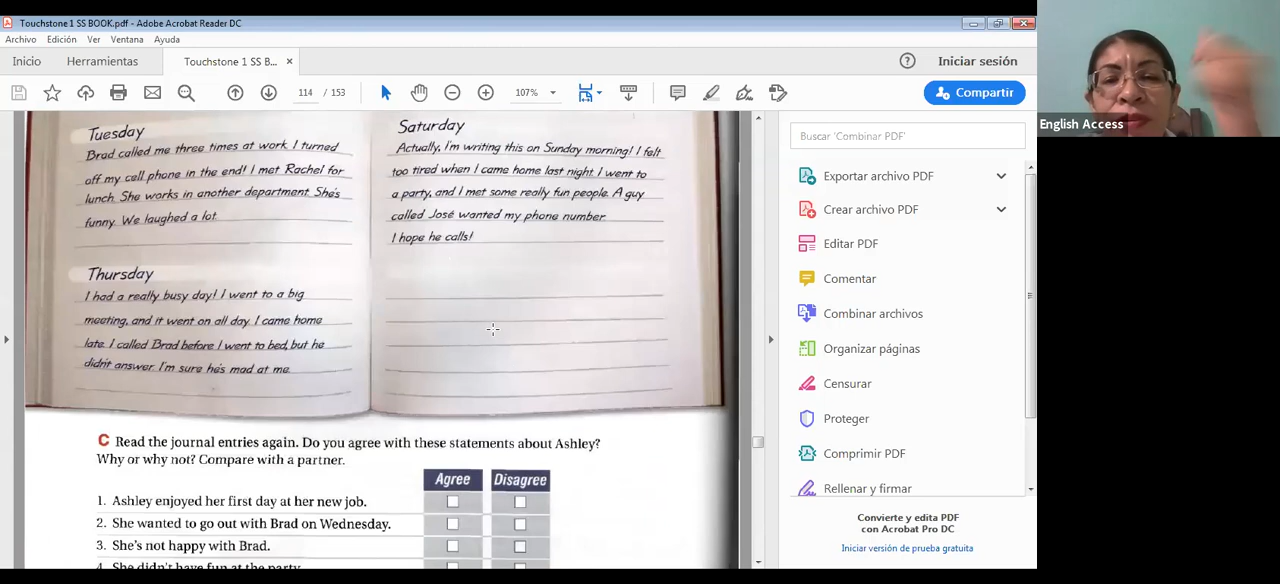 Touchstone 1 SS BOOK.pdf - Adobe Acrobat Reader DC
Archivo Edición Ver Ventana Ayuda
Inicio Herramientas Touchstone 1 SS B... × ? Iniciar sesión
114 / 153 107% Compartir
English Access
Tuesday
Brad called me three times at work. I turned
off my cell phone in the end! I met Rachel for
lunch. She works in another department. She's
funny. We laughed a lot.
Thursday
I had a really busy day! I went to a big
meeting, and it went on all day. I came home
late. I called Brad before I went to bed, but he
didn't answer. I'm sure he's mad at me.
Saturday
Actually, I'm writing this on Sunday morning! I felt
too tired when I came home last night. I went to
a party, and I met some really fun people. A guy
called José wanted my phone number.
I hope he calls!
C Read the journal entries again. Do you agree with these statements about Ashley?
Why or why not? Compare with a partner.
Agree Disagree
1. Ashley enjoyed her first day at her new job.
2. She wanted to go out with Brad on Wednesday.
3. She's not happy with Brad.
4. She didn't have fun at the party.
Buscar 'Combinar PDF'
Exportar archivo PDF
Crear archivo PDF
Editar PDF
Comentar
Combinar archivos
Organizar páginas
Censurar
Proteger
Comprimir PDF
Rellenar y firmar
Convierte y edita PDF
con Acrobat Pro DC
Iniciar versión de prueba gratuita